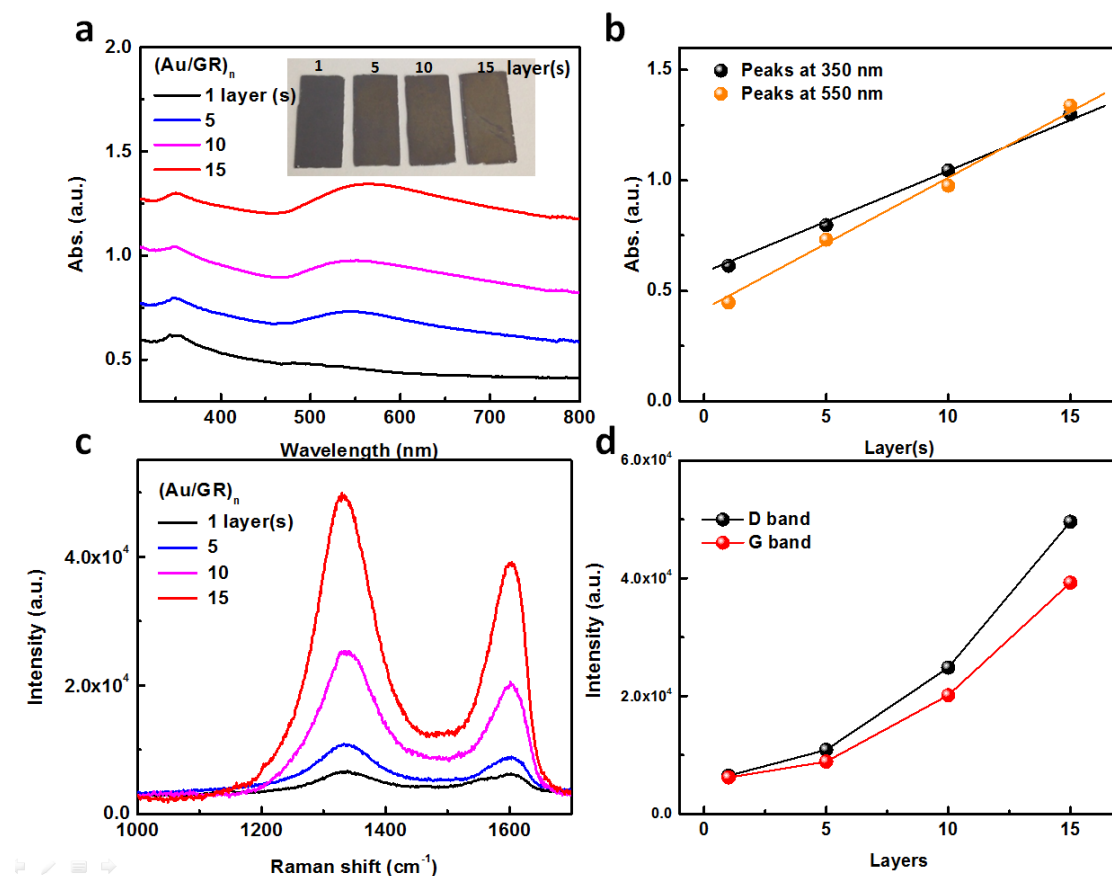 a
2.0
1.5
1.0
0.5
Abs. (a.u.)
(Au/GR)n
1 layer (s)
5
10
15
1 5 10 15 layer(s)
400 500 600 700 800
Wavelength (nm)
b
1.5
1.0
0.5
0.0
Abs. (a.u.)
Peaks at 350 nm
Peaks at 550 nm
0 5 10 15
Layer(s)
c
4.0x10⁴
2.0x10⁴
0.0
Intensity (a.u.)
(Au/GR)n
1 layer(s)
5
10
15
1000 1200 1400 1600
Raman shift (cm⁻¹)
d
6.0x10⁴
4.0x10⁴
2.0x10⁴
0.0
Intensity (a.u.)
D band
G band
0 5 10 15
Layers